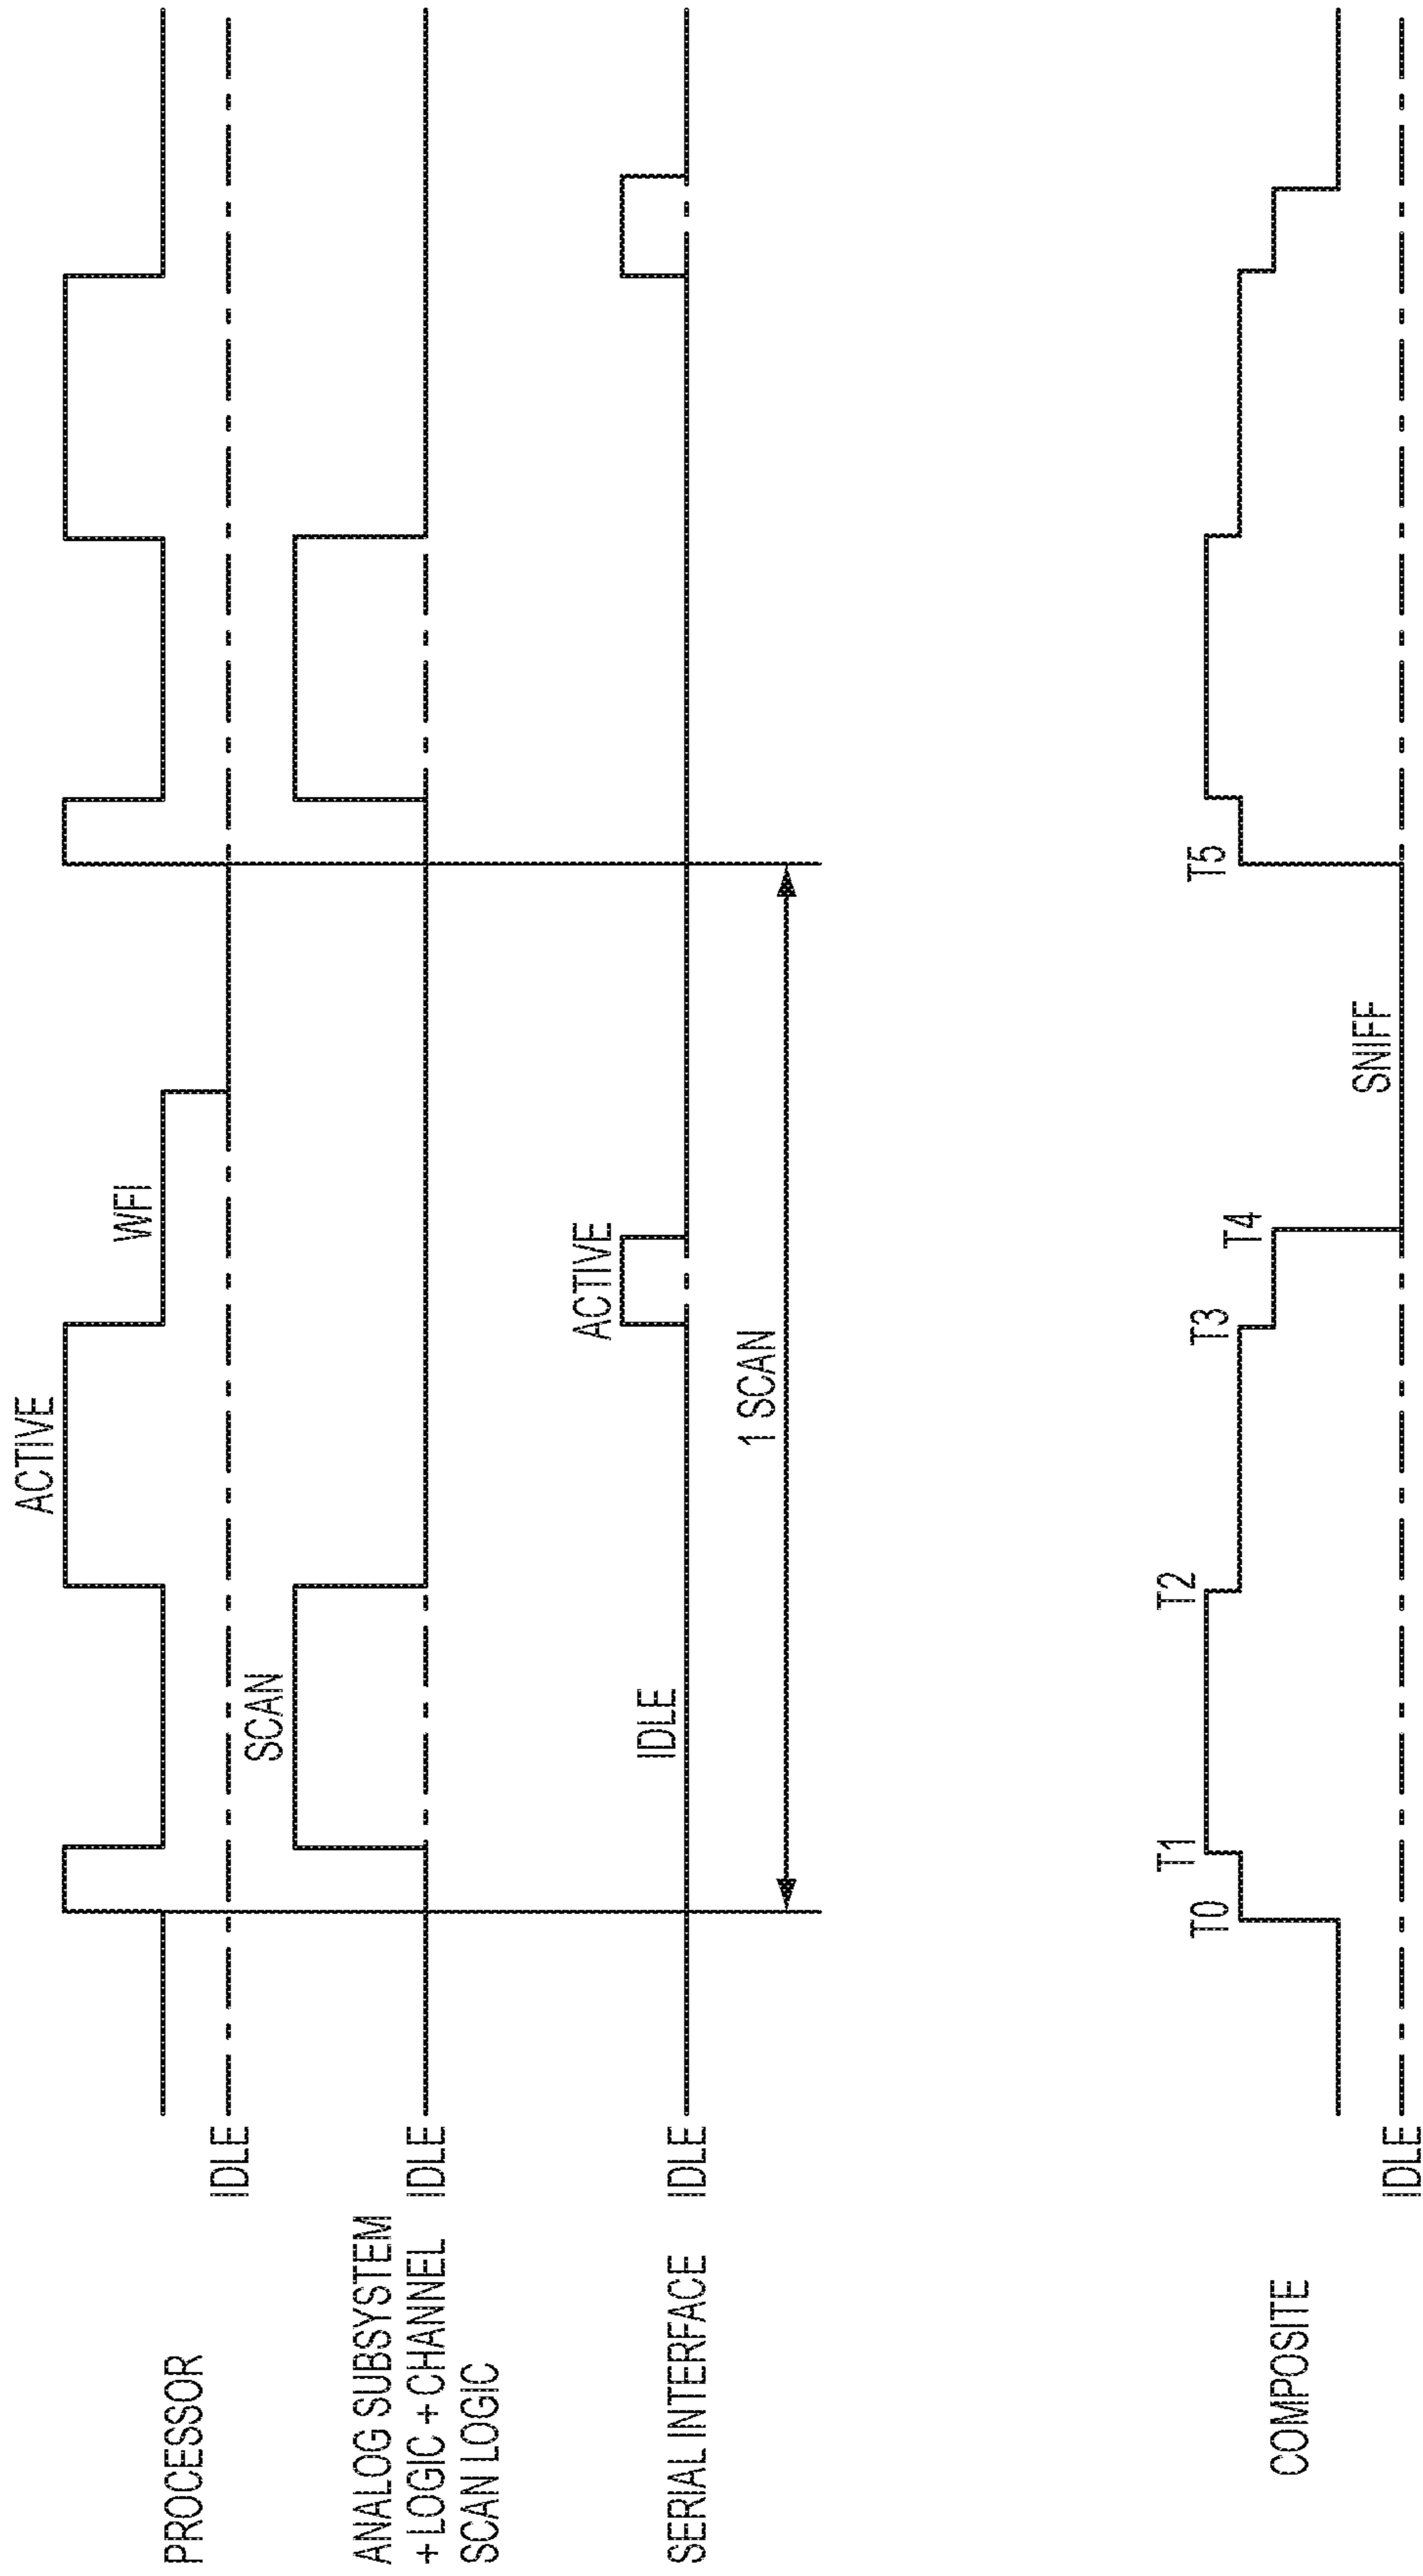 PROCESSOR
IDLE
ACTIVE
WFI
ANALOG SUBSYSTEM
+ LOGIC + CHANNEL
SCAN LOGIC
IDLE
SCAN
SERIAL INTERFACE
IDLE
IDLE
ACTIVE
1 SCAN
COMPOSITE
IDLE
T0
T1
T2
T3
T4
SNIFF
T5